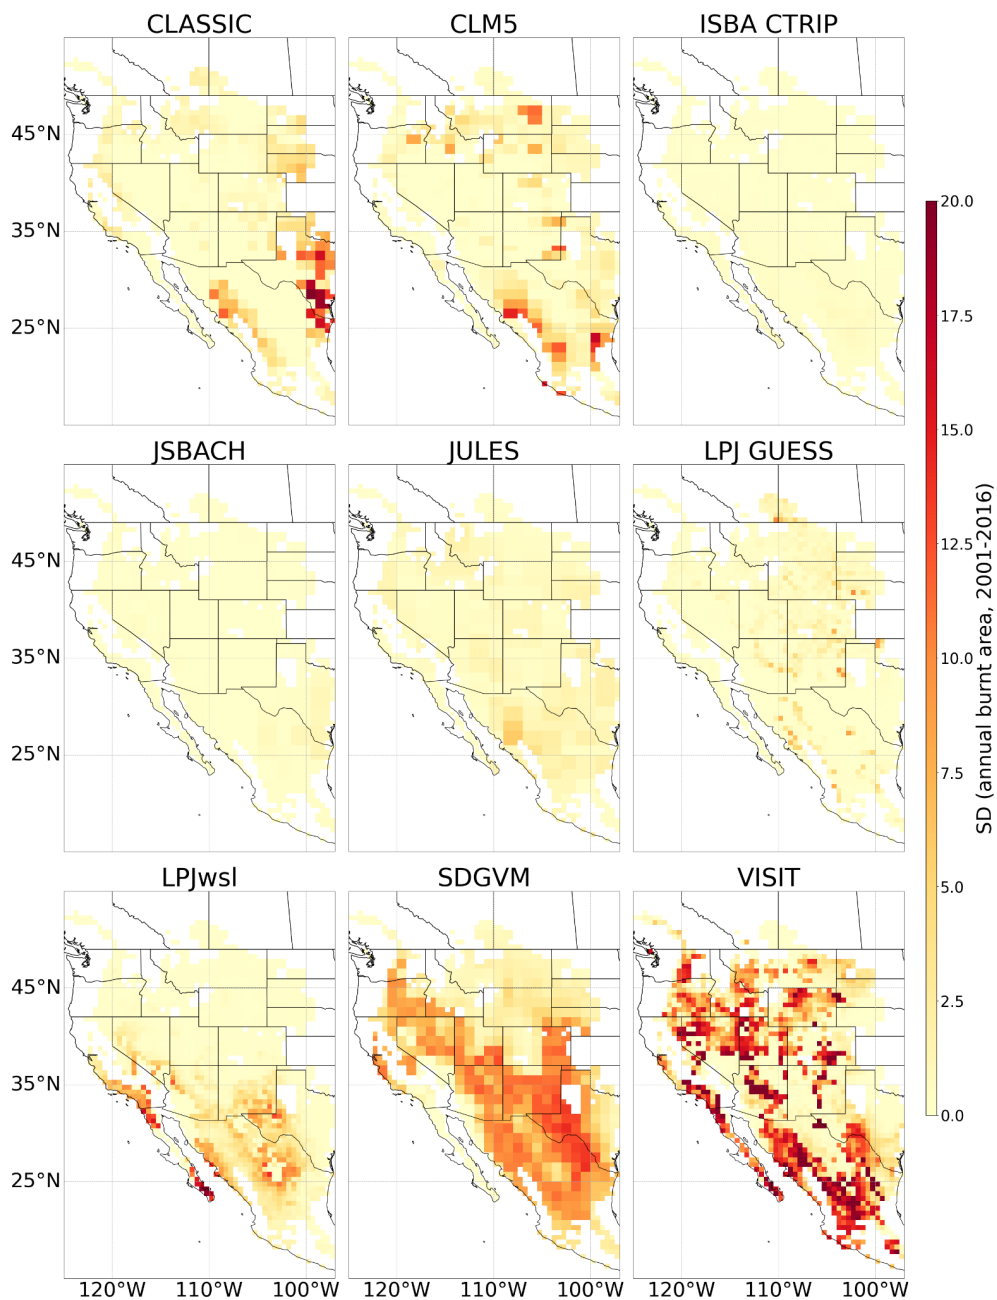 CLASSIC
CLM5
ISBA CTRIP
45°N
35°N
25°N
JSBACH
JULES
LPJ GUESS
45°N
35°N
25°N
LPJwsl
SDGVM
VISIT
45°N
35°N
25°N
120°W
110°W
100°W
120°W
110°W
100°W
120°W
110°W
100°W
20.0
17.5
15.0
12.5
10.0
7.5
5.0
2.5
0.0
SD (annual burnt area, 2001-2016)